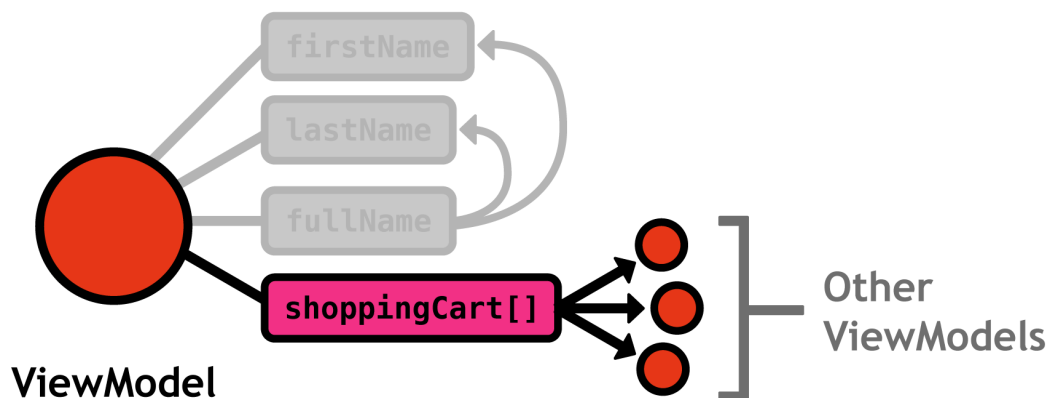 firstName
lastName
fullName
shoppingCart[]
Other
ViewModels
ViewModel